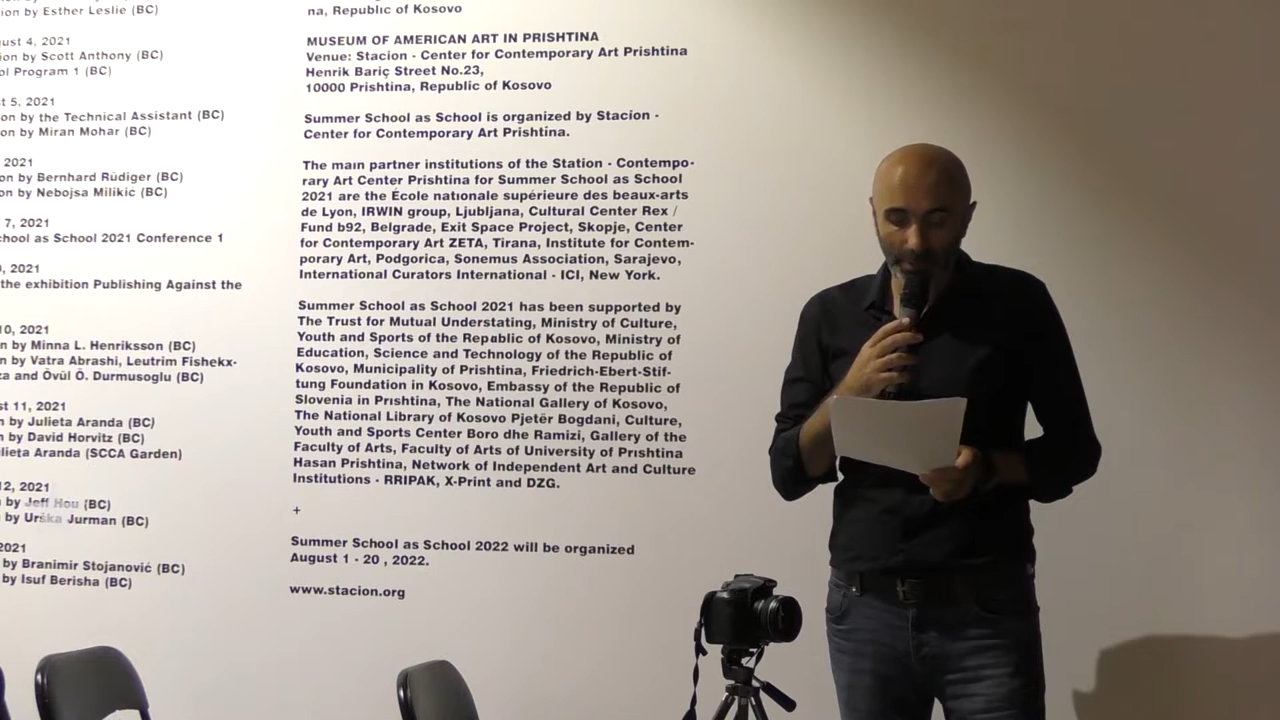 ion by Esther Leslie (BC)
gust 4, 2021
ion by Scott Anthony (BC)
ol Program 1 (BC)
t 5, 2021
on by the Technical Assistant (BC)
on by Miran Mohar (BC)
2021
on by Bernhard Rüdiger (BC)
on by Nebojsa Milikic (BC)
7, 2021
chool as School 2021 Conference 1
, 2021
the exhibition Publishing Against the
10, 2021
n by Minna L. Henriksson (BC)
n by Vatra Abrashi, Leutrim Fishekx-
za and Övül Ö. Durmusoglu (BC)
st 11, 2021
n by Julieta Aranda (BC)
n by David Horvitz (BC)
ulieta Aranda (SCCA Garden)
12, 2021
by Jeff Hou (BC)
by Urška Jurman (BC)
2021
by Branimir Stojanović (BC)
by Isuf Berisha (BC)
na, Republic of Kosovo
MUSEUM OF AMERICAN ART IN PRISHTINA
Venue: Stacion - Center for Contemporary Art Prishtina
Henrik Bariç Street No.23,
10000 Prishtina, Republic of Kosovo
Summer School as School is organized by Stacion -
Center for Contemporary Art Prishtina.
The main partner institutions of the Station - Contempo-
rary Art Center Prishtina for Summer School as School
2021 are the École nationale supérieure des beaux-arts
de Lyon, IRWIN group, Ljubljana, Cultural Center Rex /
Fund b92, Belgrade, Exit Space Project, Skopje, Center
for Contemporary Art ZETA, Tirana, Institute for Contem-
porary Art, Podgorica, Sonemus Association, Sarajevo,
International Curators International - ICI, New York.
Summer School as School 2021 has been supported by
The Trust for Mutual Understating, Ministry of Culture,
Youth and Sports of the Republic of Kosovo, Ministry of
Education, Science and Technology of the Republic of
Kosovo, Municipality of Prishtina, Friedrich-Ebert-Stif-
tung Foundation in Kosovo, Embassy of the Republic of
Slovenia in Prishtina, The National Gallery of Kosovo,
The National Library of Kosovo Pjetër Bogdani, Culture,
Youth and Sports Center Boro dhe Ramizi, Gallery of the
Faculty of Arts, Faculty of Arts of University of Prishtina
Hasan Prishtina, Network of Independent Art and Culture
Institutions - RRIPAK, X-Print and DZG.
+
Summer School as School 2022 will be organized
August 1 - 20 , 2022.
www.stacion.org